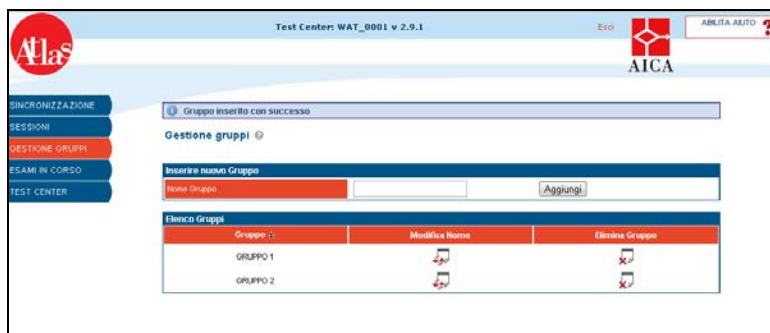 Test Center: WAT_0001 v 2.9.1
Esci
ABILITA AIUTO ?
Atlas
AICA
SINCRONIZZAZIONE
SESSIONI
GESTIONE GRUPPI
ESAMI IN CORSO
TEST CENTER
Gruppo inserito con successo
Gestione gruppi
Inserire nuovo Gruppo
Nome Gruppo
Aggiungi
Elenco Gruppi
Gruppo Modifica Nome Elimina Gruppo
GRUPPO 1
GRUPPO 2